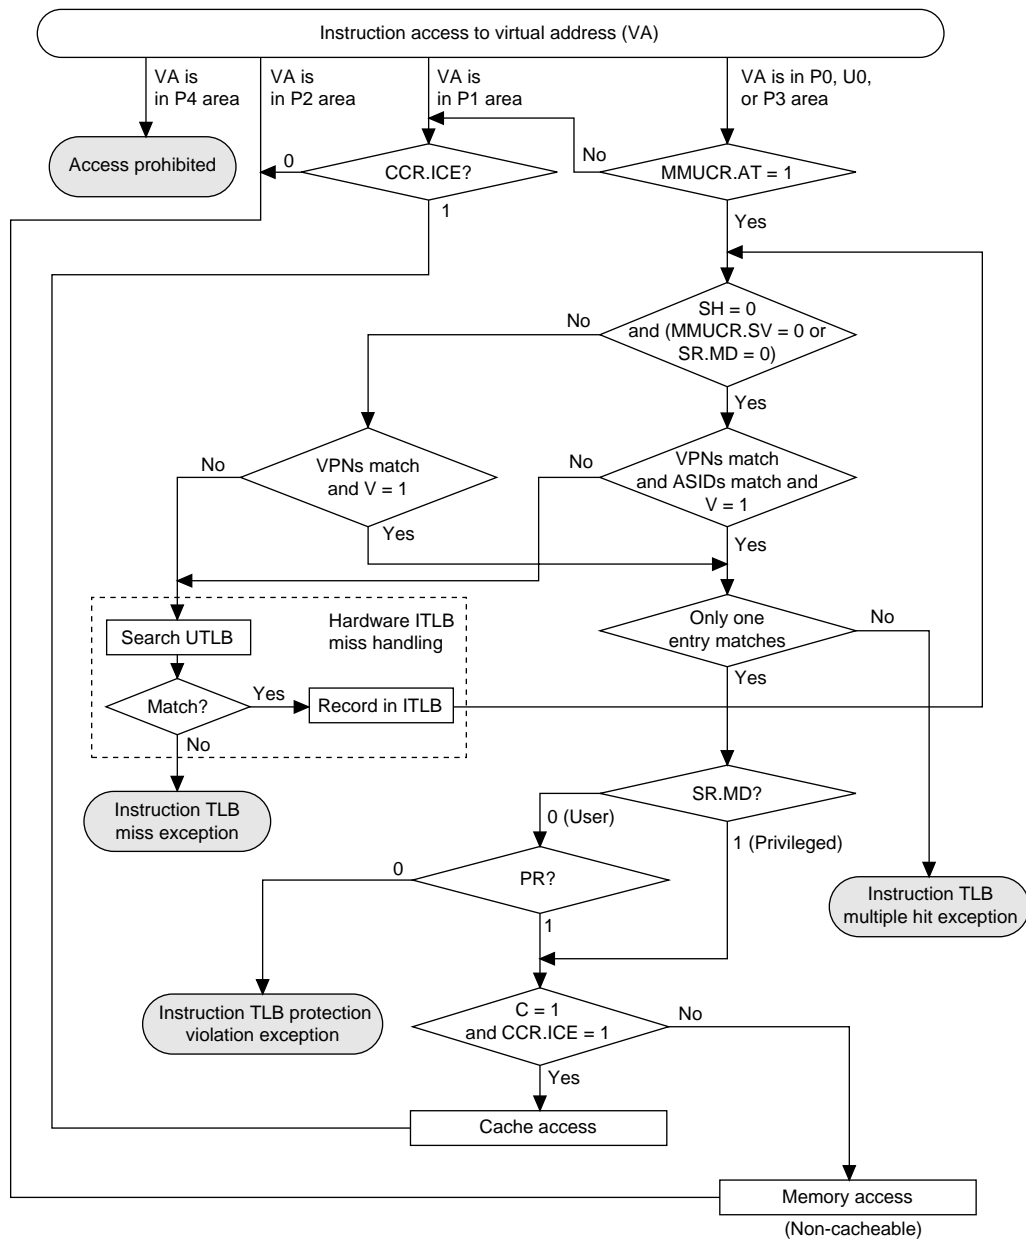 Instruction access to virtual address (VA)
VA is
in P4 area
VA is
in P2 area
VA is
in P1 area
VA is in P0, U0,
or P3 area
Access prohibited
0
CCR.ICE?
1
No
MMUCR.AT = 1
Yes
No
SH = 0
and (MMUCR.SV = 0 or
SR.MD = 0)
Yes
No
VPNs match
and V = 1
Yes
No
VPNs match
and ASIDs match and
V = 1
Yes
Hardware ITLB
miss handling
Search UTLB
Match?
Yes
Record in ITLB
No
Only one
entry matches
No
Yes
Instruction TLB
miss exception
SR.MD?
0 (User)
1 (Privileged)
0
PR?
1
Instruction TLB
multiple hit exception
Instruction TLB protection
violation exception
C = 1
and CCR.ICE = 1
No
Yes
Cache access
Memory access
(Non-cacheable)